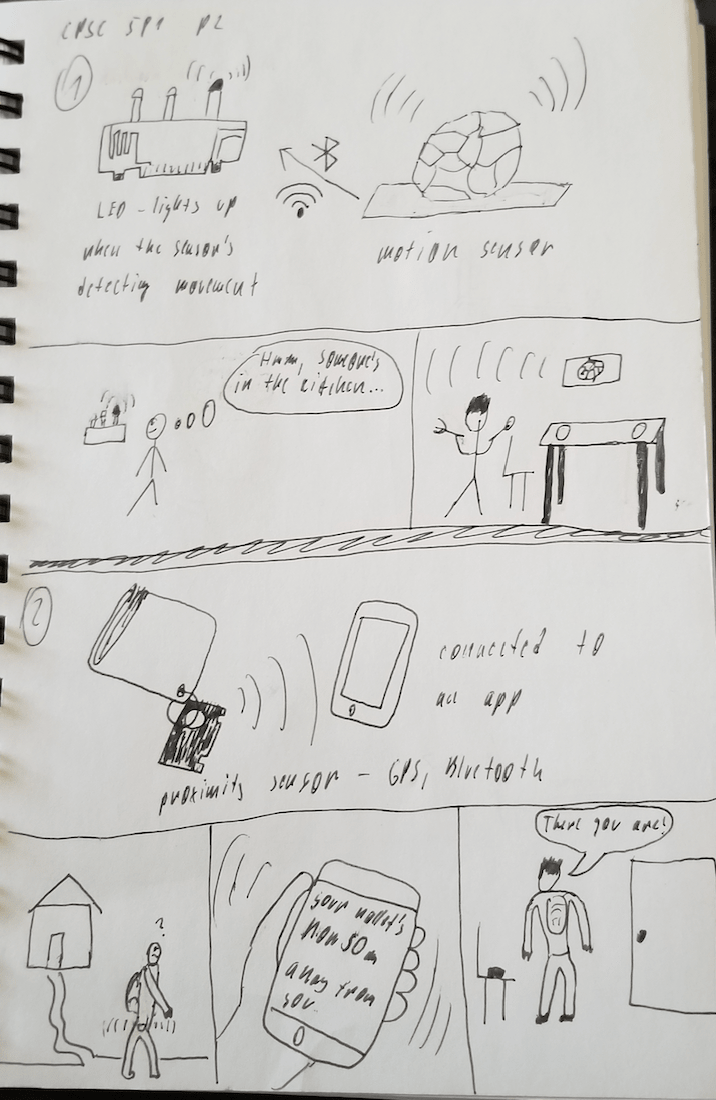 CPSC 581 P2
1
LED - lights up
when the sensor's
detecting movement
motion sensor
Hmm, someone's
in the kitchen...
2
connected to
an app
proximity sensor - GPS, Bluetooth
?
your wallet's
now 50 m
away from
you.
There you are!